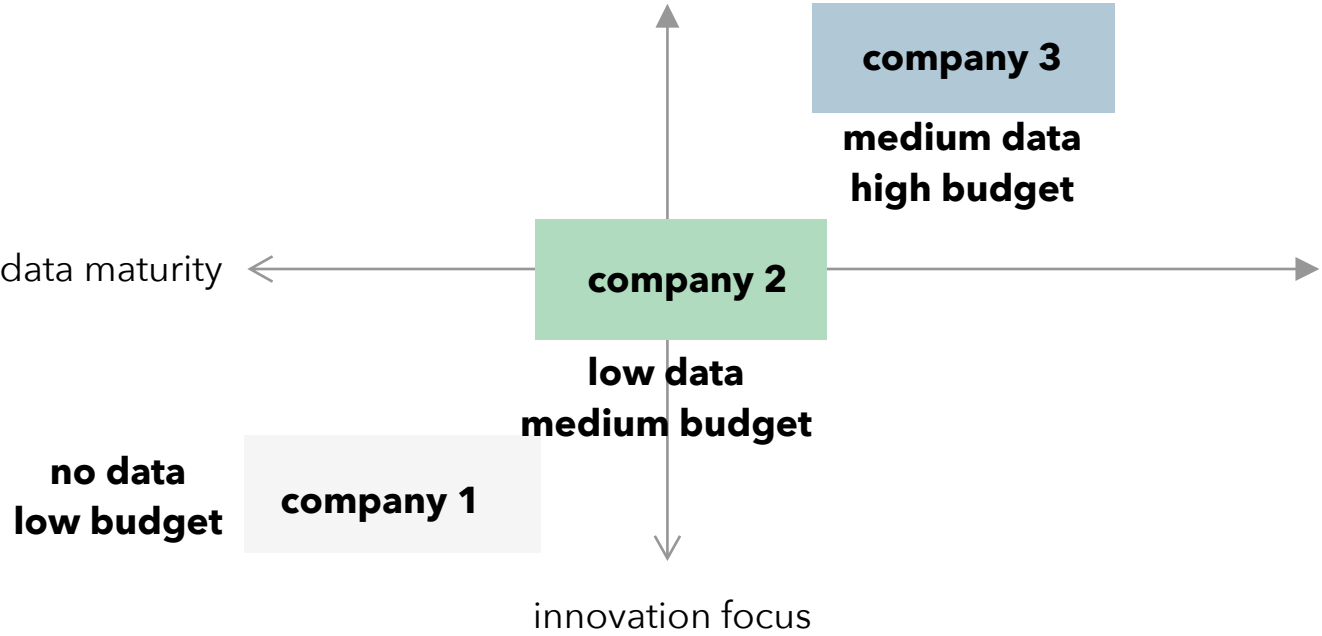 company 3
medium data
high budget
data maturity
company 2
low data
medium budget
no data
low budget
company 1
innovation focus